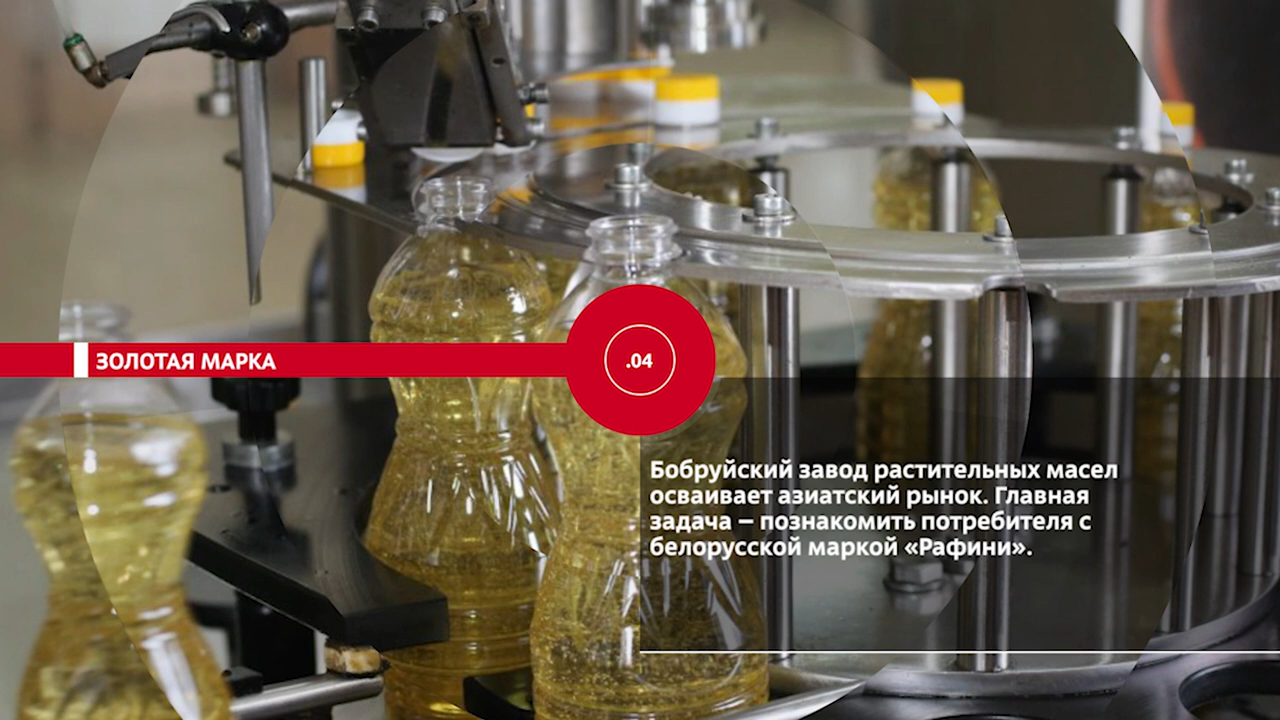 ЗОЛОТАЯ МАРКА
.04
Бобруйский завод растительных масел
осваивает азиатский рынок. Главная
задача – познакомить потребителя с
белорусской маркой «Рафини».